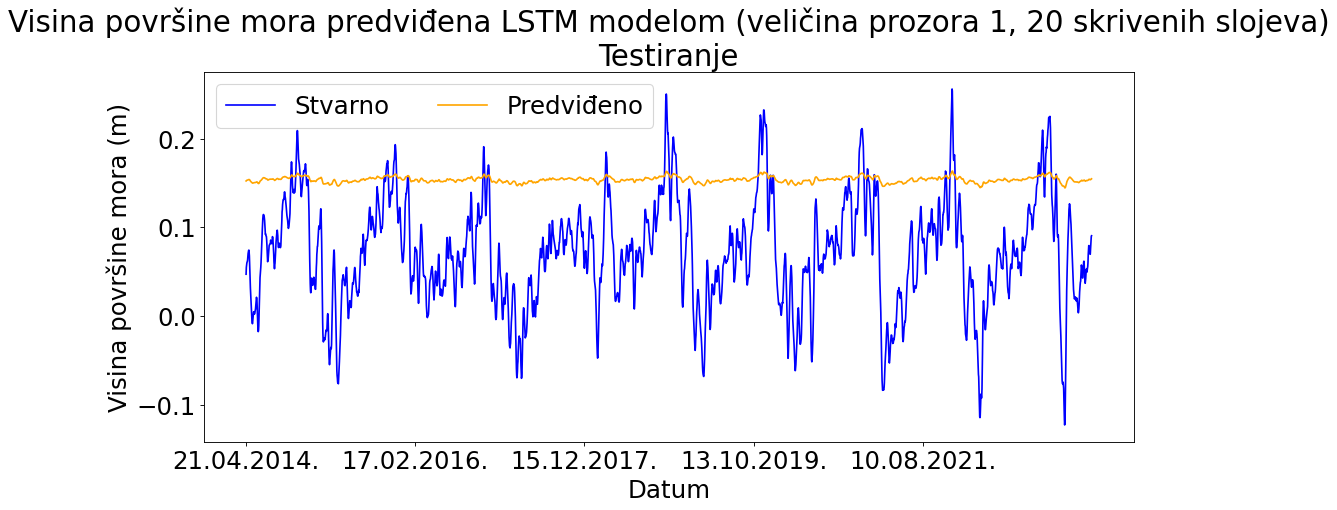 Visina površine mora predviđena LSTM modelom (veličina prozora 1, 20 skrivenih slojeva)
Testiranje
Stvarno
Predviđeno
Visina površine mora (m)
0.2
0.1
0.0
−0.1
21.04.2014.
17.02.2016.
15.12.2017.
13.10.2019.
10.08.2021.
Datum